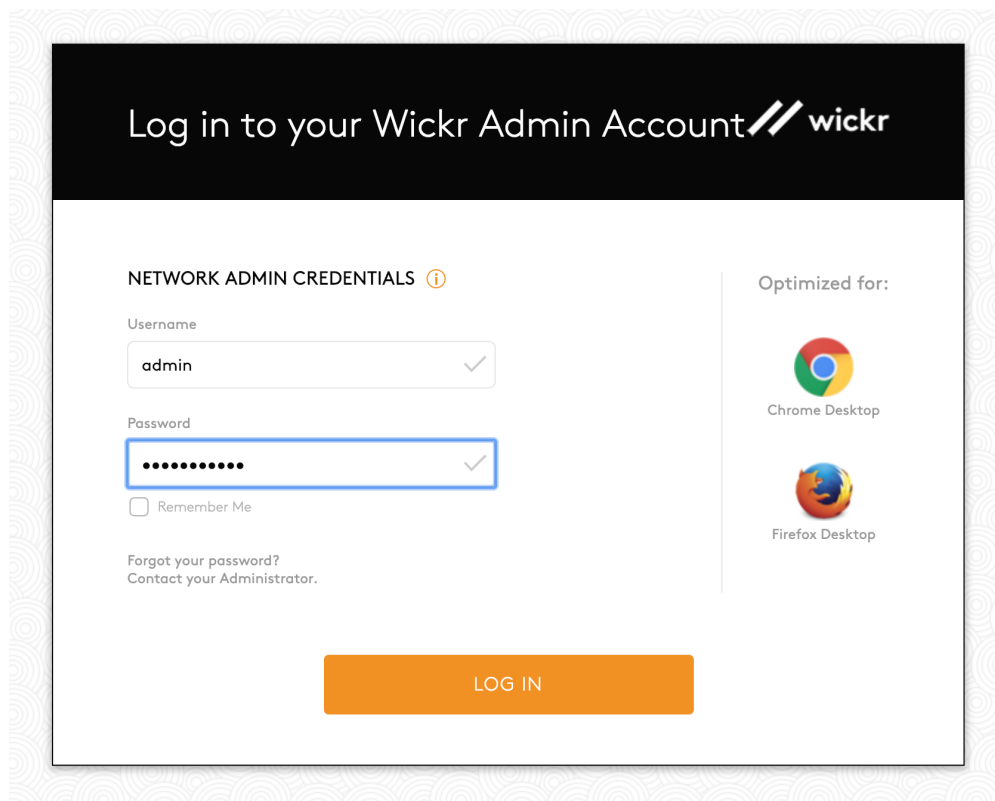 Log in to your Wickr Admin Account
wickr
NETWORK ADMIN CREDENTIALS
Username
admin
Password
•••••••••••
Remember Me
Forgot your password?
Contact your Administrator.
Optimized for:
Chrome Desktop
Firefox Desktop
LOG IN